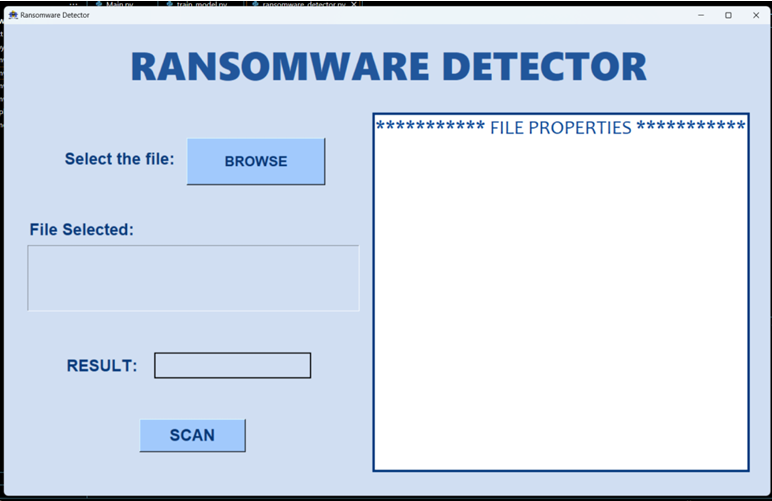 Main.py train_model.py ransomware_detector.py
Ransomware Detector
RANSOMWARE DETECTOR
Select the file: BROWSE
*********** FILE PROPERTIES ***********
File Selected:
RESULT:
SCAN